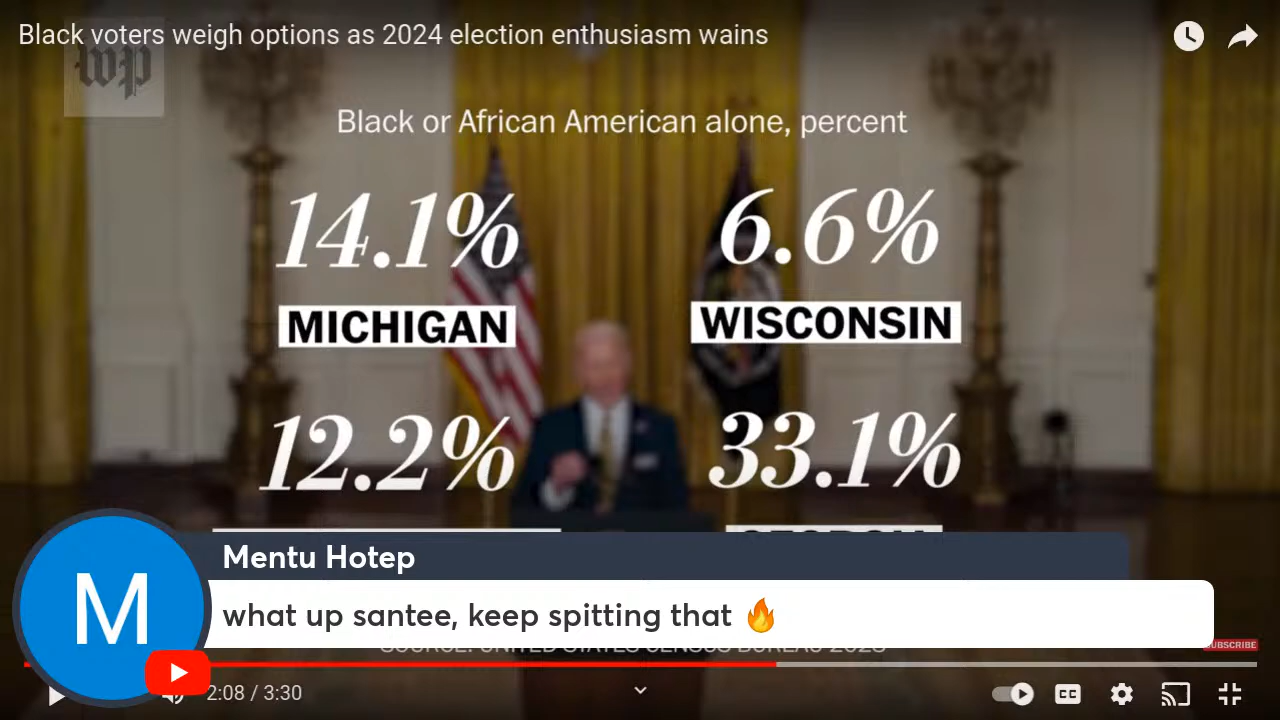 Black voters weigh options as 2024 election enthusiasm wains
wp
Black or African American alone, percent
14.1% 6.6%
MICHIGAN WISCONSIN
12.2% 33.1%
Mentu Hotep
M
what up santee, keep spitting that 🔥
SUBSCRIBE
2:08 / 3:30
CC